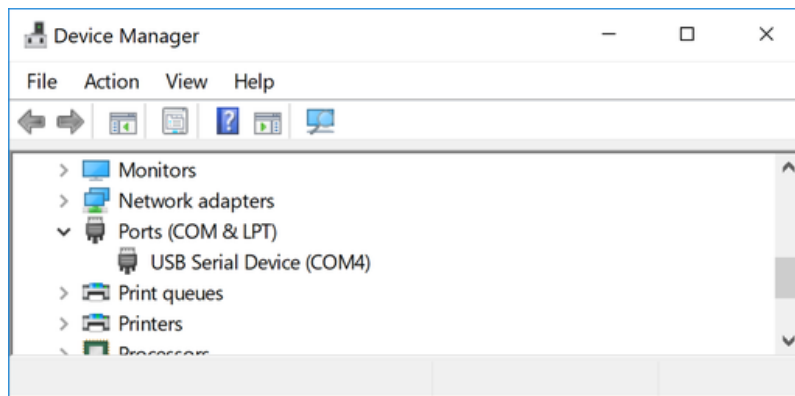 Device Manager
File Action View Help
Monitors
Network adapters
Ports (COM & LPT)
USB Serial Device (COM4)
Print queues
Printers
Processors